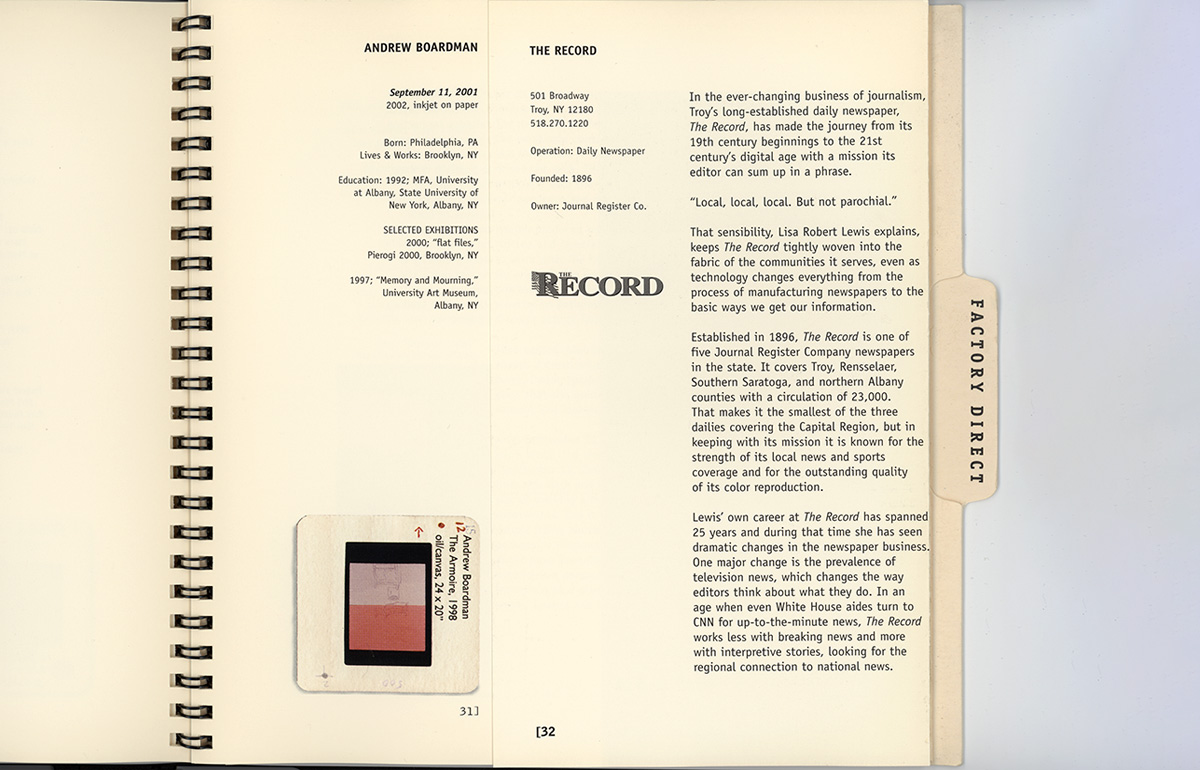 ANDREW BOARDMAN
September 11, 2001
2002, inkjet on paper
Born: Philadelphia, PA
Lives & Works: Brooklyn, NY
Education: 1992; MFA, University
at Albany, State University of
New York, Albany, NY
SELECTED EXHIBITIONS
2000; “flat files,”
Pierogi 2000, Brooklyn, NY
1997; “Memory and Mourning,”
University Art Museum,
Albany, NY
12
Andrew Boardman
The Armoire, 1998
oil/canvas, 24 x 20"
31]
THE RECORD
501 Broadway
Troy, NY 12180
518.270.1220
Operation: Daily Newspaper
Founded: 1896
Owner: Journal Register Co.
THE
RECORD
In the ever-changing business of journalism,
Troy’s long-established daily newspaper,
The Record, has made the journey from its
19th century beginnings to the 21st
century’s digital age with a mission its
editor can sum up in a phrase.
“Local, local, local. But not parochial.”
That sensibility, Lisa Robert Lewis explains,
keeps The Record tightly woven into the
fabric of the communities it serves, even as
technology changes everything from the
process of manufacturing newspapers to the
basic ways we get our information.
Established in 1896, The Record is one of
five Journal Register Company newspapers
in the state. It covers Troy, Rensselaer,
Southern Saratoga, and northern Albany
counties with a circulation of 23,000.
That makes it the smallest of the three
dailies covering the Capital Region, but in
keeping with its mission it is known for the
strength of its local news and sports
coverage and for the outstanding quality
of its color reproduction.
Lewis’ own career at The Record has spanned
25 years and during that time she has seen
dramatic changes in the newspaper business.
One major change is the prevalence of
television news, which changes the way
editors think about what they do. In an
age when even White House aides turn to
CNN for up-to-the-minute news, The Record
works less with breaking news and more
with interpretive stories, looking for the
regional connection to national news.
[32
FACTORY DIRECT